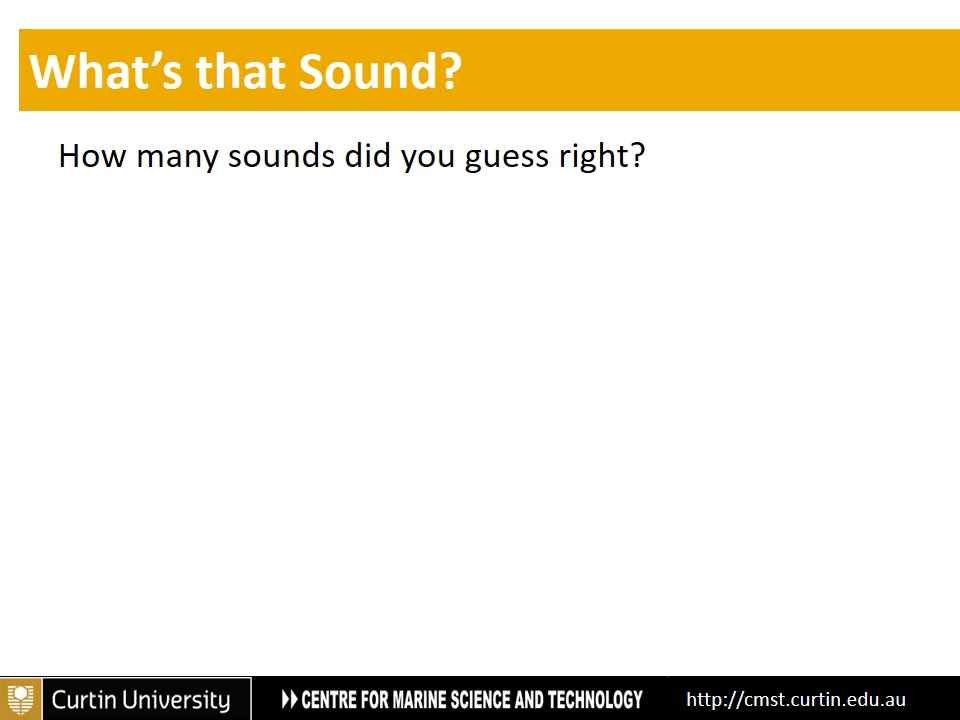 What's that Sound?
How many sounds did you guess right?
Curtin University
CENTRE FOR MARINE SCIENCE AND TECHNOLOGY
http://cmst.curtin.edu.au